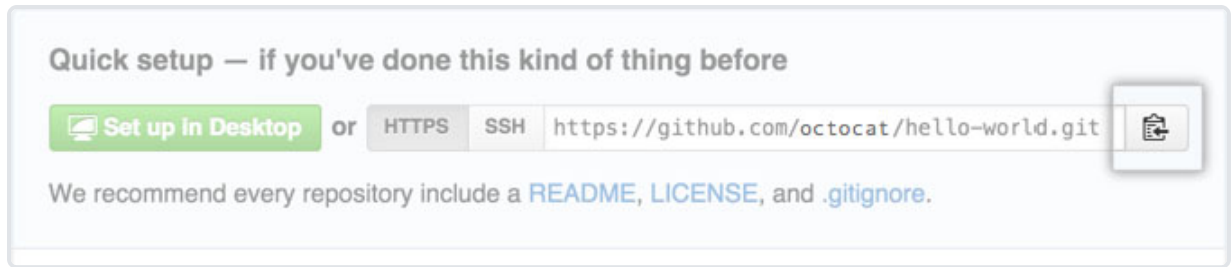 Quick setup — if you've done this kind of thing before
Set up in Desktop or HTTPS SSH https://github.com/octocat/hello-world.git
We recommend every repository include a README, LICENSE, and .gitignore.